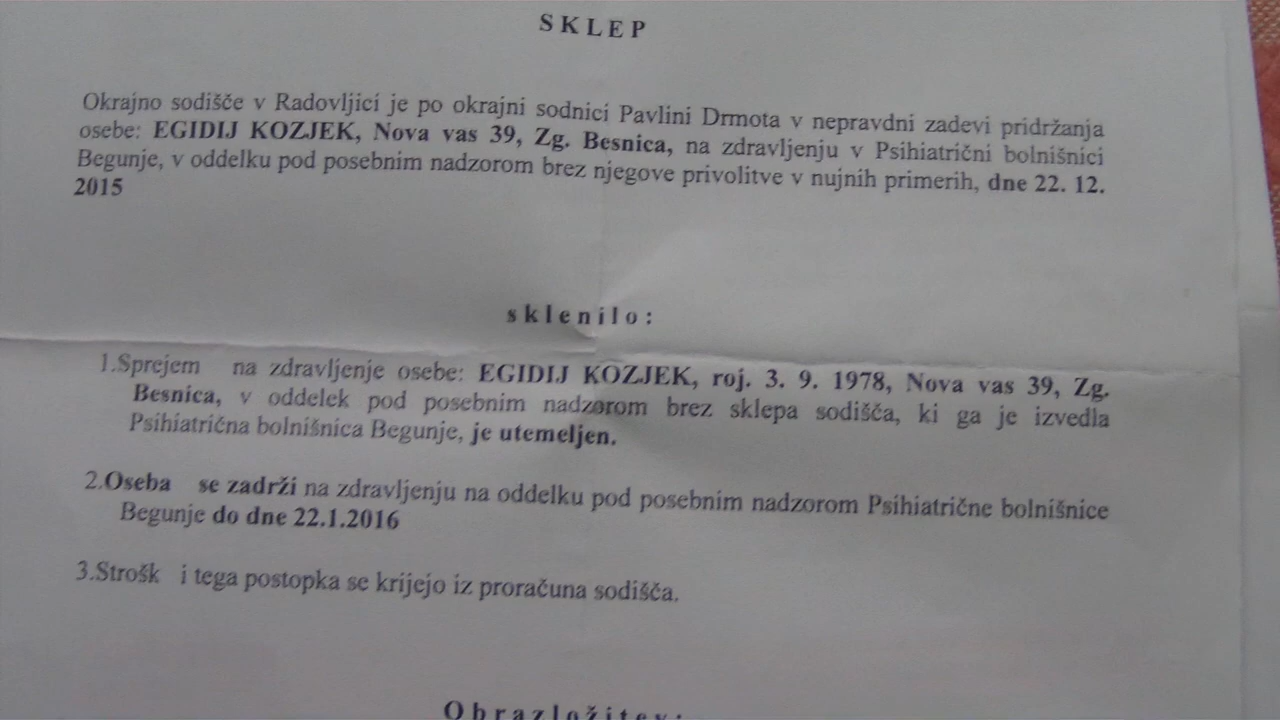 S K L E P
Okrajno sodišče v Radovljici je po okrajni sodnici Pavlini Drmota v nepravdni zadevi pridržanja
osebe: EGIDIJ KOZJEK, Nova vas 39, Zg. Besnica, na zdravljenju v Psihiatrični bolnišnici
Begunje, v oddelku pod posebnim nadzorom brez njegove privolitve v nujnih primerih, dne 22. 12.
2015
s k l e n i l o :
1.Sprejem na zdravljenje osebe: EGIDIJ KOZJEK, roj. 3. 9. 1978, Nova vas 39, Zg.
Besnica, v oddelek pod posebnim nadzorom brez sklepa sodišča, ki ga je izvedla
Psihiatrična bolnišnica Begunje, je utemeljen.
2.Oseba se zadrži na zdravljenju na oddelku pod posebnim nadzorom Psihiatrične bolnišnice
Begunje do dne 22.1.2016
3.Strošk i tega postopka se krijejo iz proračuna sodišča.
O b r a z l o ž i t e v :